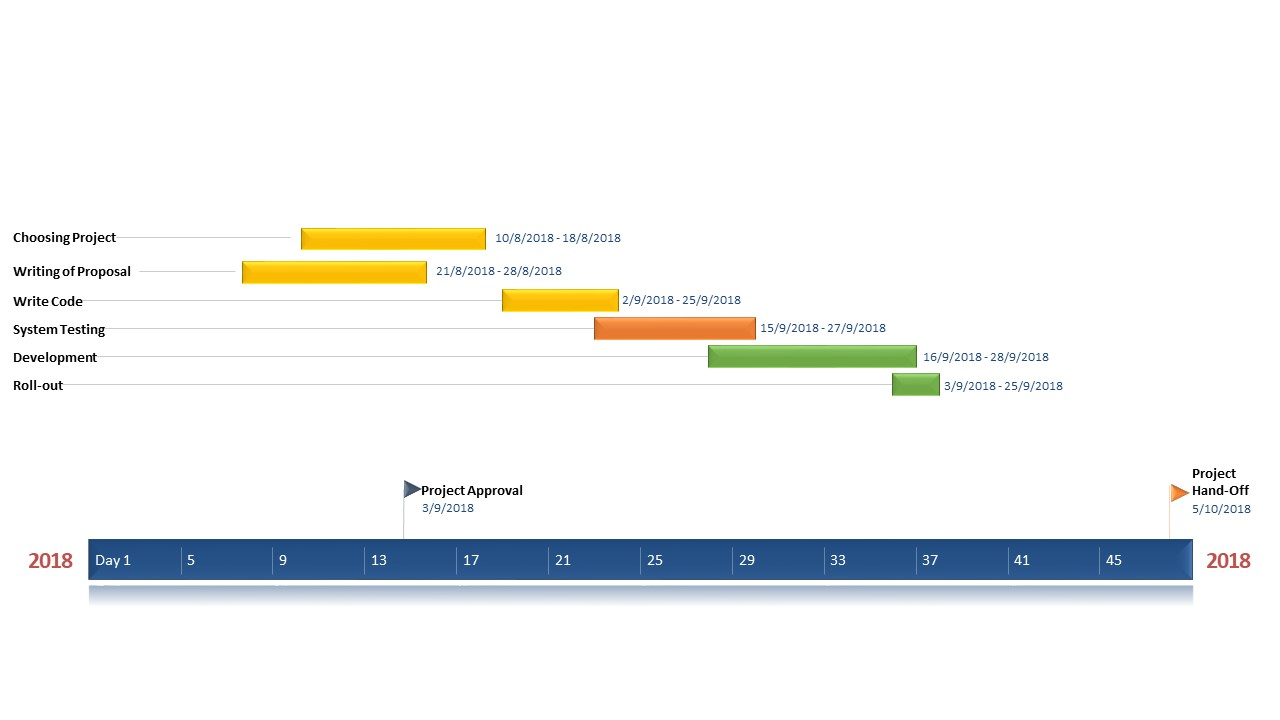 Choosing Project 10/8/2018 - 18/8/2018
Writing of Proposal 21/8/2018 - 28/8/2018
Write Code 2/9/2018 - 25/9/2018
System Testing 15/9/2018 - 27/9/2018
Development 16/9/2018 - 28/9/2018
Roll-out 3/9/2018 - 25/9/2018
Project
Hand-Off
5/10/2018
Project Approval
3/9/2018
2018 Day 1 5 9 13 17 21 25 29 33 37 41 45 2018